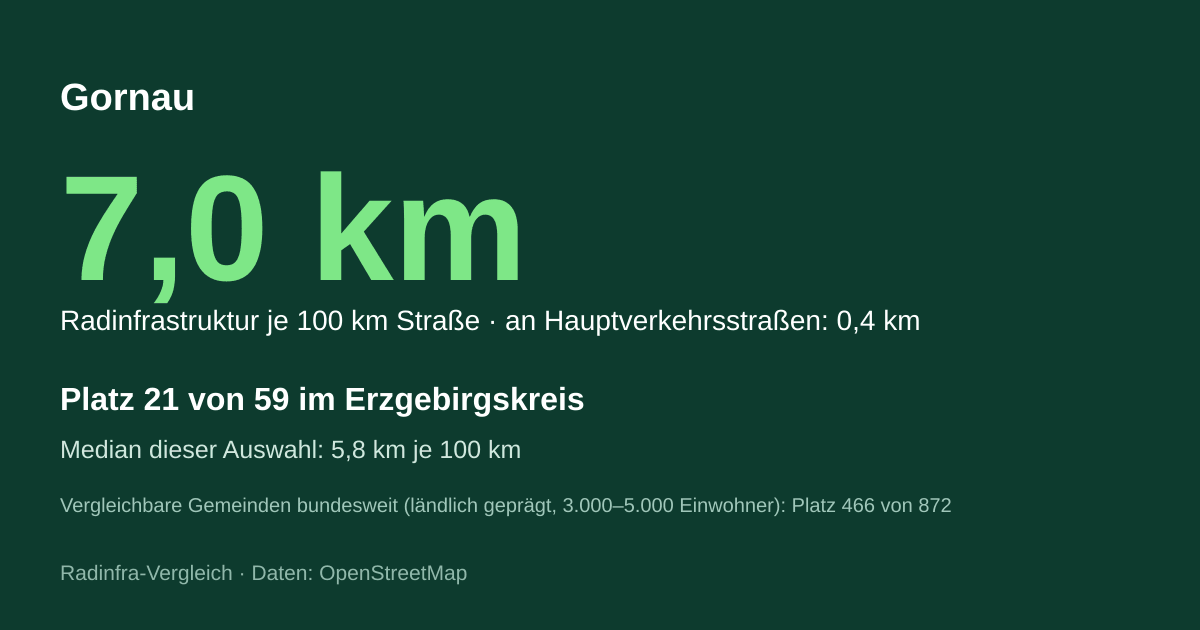 Gornau
7,0 km
Radinfrastruktur je 100 km Straße · an Hauptverkehrsstraßen: 0,4 km
Platz 21 von 59 im Erzgebirgskreis
Median dieser Auswahl: 5,8 km je 100 km
Vergleichbare Gemeinden bundesweit (ländlich geprägt, 3.000–5.000 Einwohner): Platz 466 von 872
Radinfra-Vergleich · Daten: OpenStreetMap